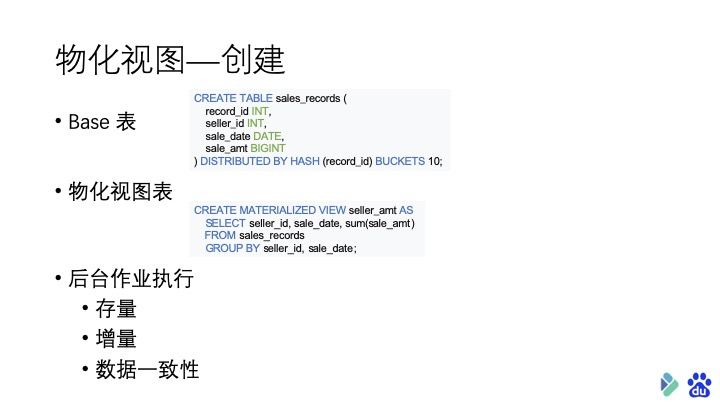 物化视图—创建
• Base 表
CREATE TABLE sales_records (
record_id INT,
seller_id INT,
sale_date DATE,
sale_amt BIGINT
) DISTRIBUTED BY HASH (record_id) BUCKETS 10;
• 物化视图表
CREATE MATERIALIZED VIEW seller_amt AS
SELECT seller_id, sale_date, sum(sale_amt)
FROM sales_records
GROUP BY seller_id, sale_date;
• 后台作业执行
• 存量
• 增量
• 数据一致性
du